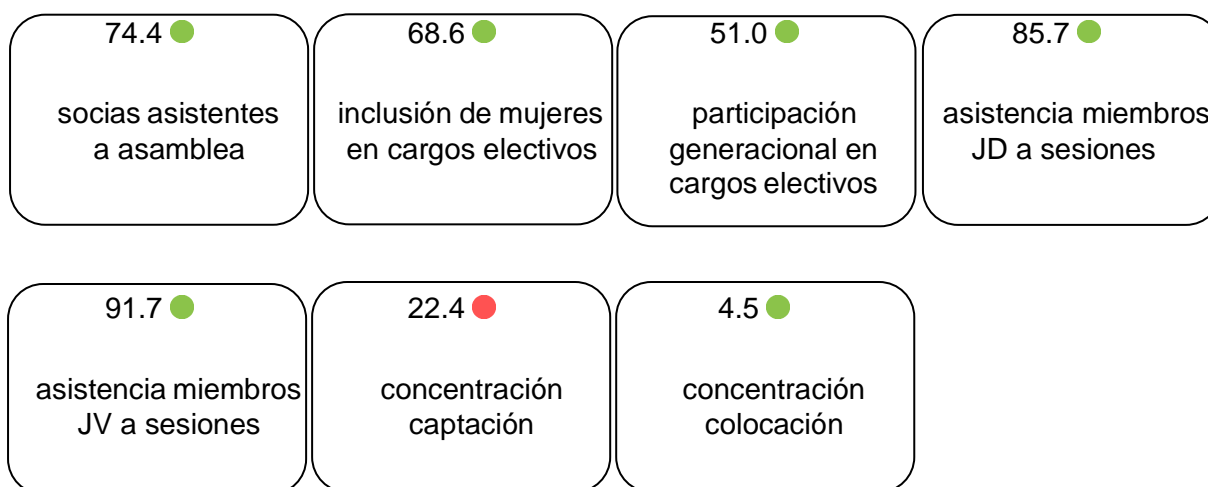 74.4
socias asistentes
a asamblea
68.6
inclusión de mujeres
en cargos electivos
51.0
participación
generacional en
cargos electivos
85.7
asistencia miembros
JD a sesiones
91.7
asistencia miembros
JV a sesiones
22.4
concentración
captación
4.5
concentración
colocación